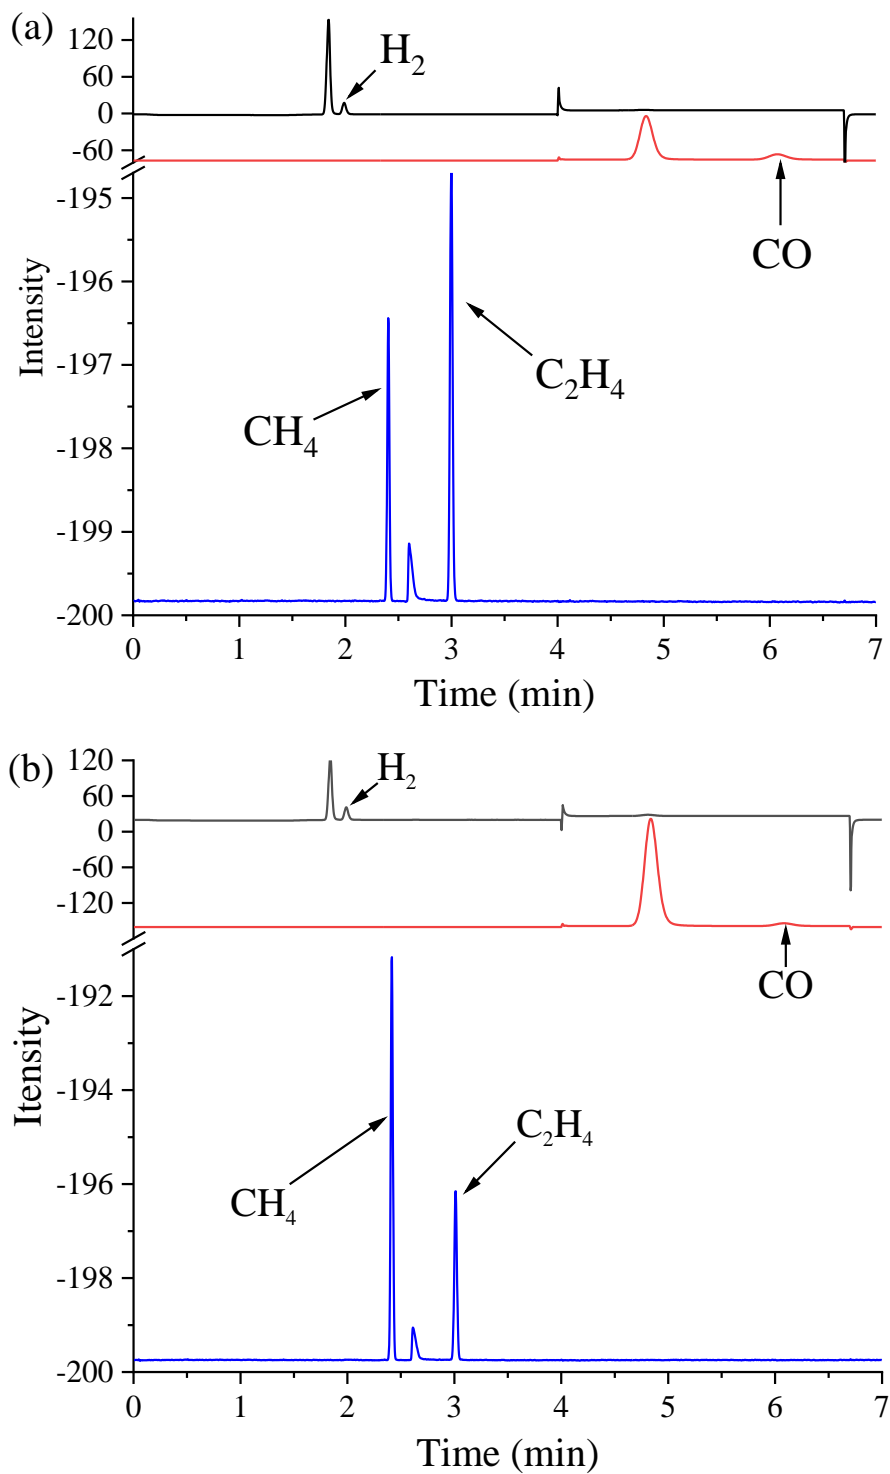 (a)
120
60
0
-60
-195
-196
-197
-198
-199
-200
Intensity
H₂
CO
C₂H₄
CH₄
0 1 2 3 4 5 6 7
Time (min)
(b)
120
60
0
-60
-120
-192
-194
-196
-198
-200
Itensity
H₂
CO
C₂H₄
CH₄
0 1 2 3 4 5 6 7
Time (min)